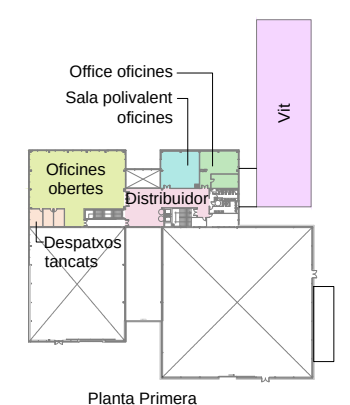 Office oficines
Sala polivalent
oficines
Vit
Oficines
obertes
Distribuidor
Despatxos
tancats
Planta Primera